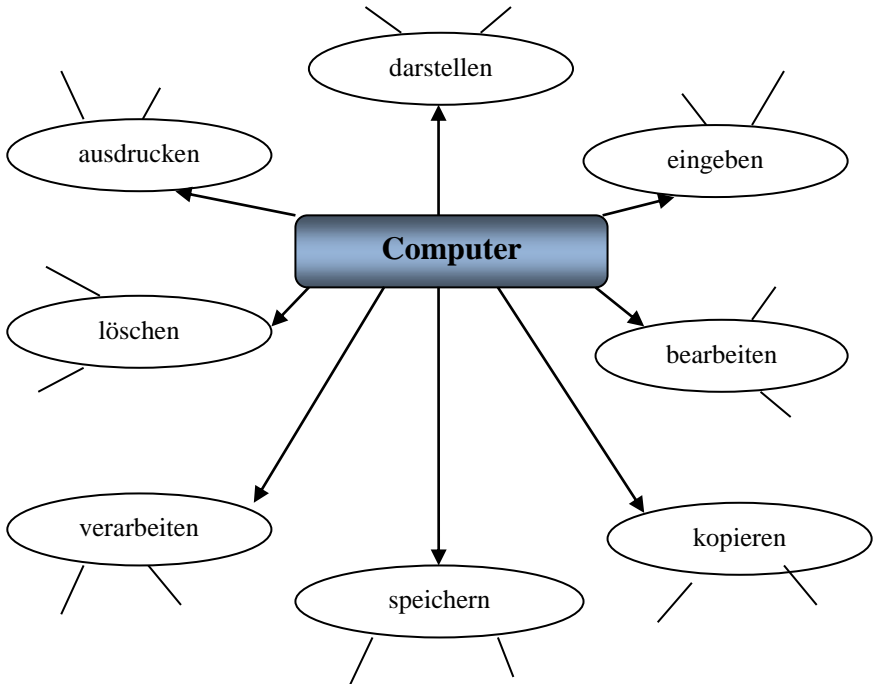 darstellen
ausdrucken
eingeben
Computer
löschen
bearbeiten
verarbeiten
kopieren
speichern